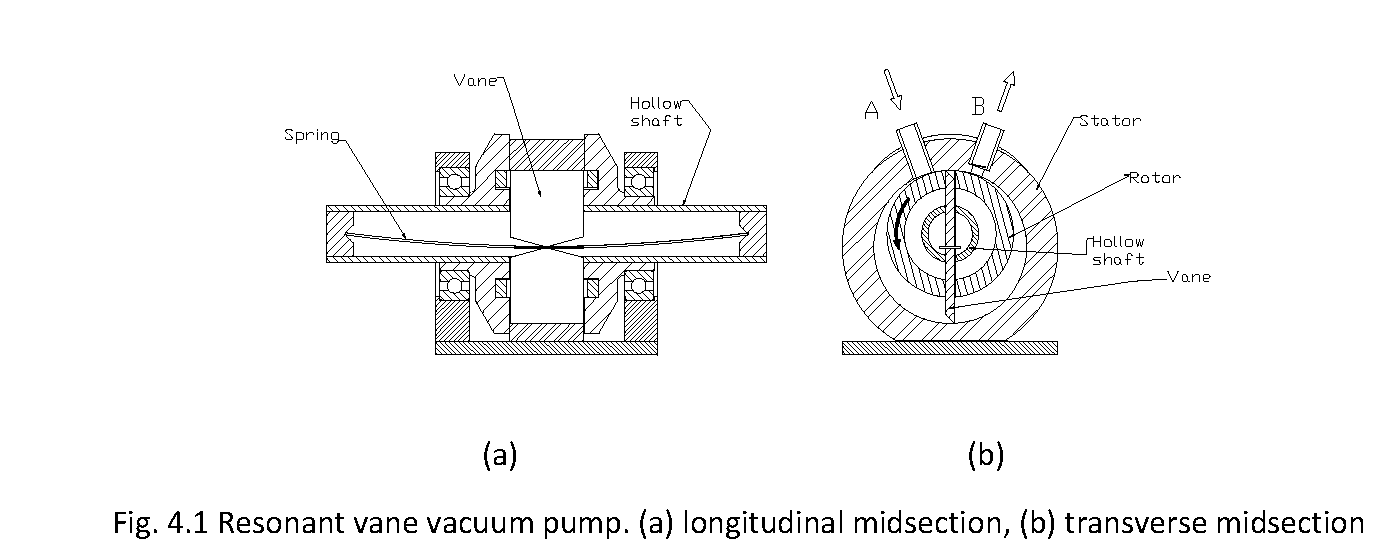 Vane
Hollow
shaft
Spring
A
B
Stator
Rotor
Hollow
shaft
Vane
(a)
(b)
Fig. 4.1 Resonant vane vacuum pump. (a) longitudinal midsection, (b) transverse midsection